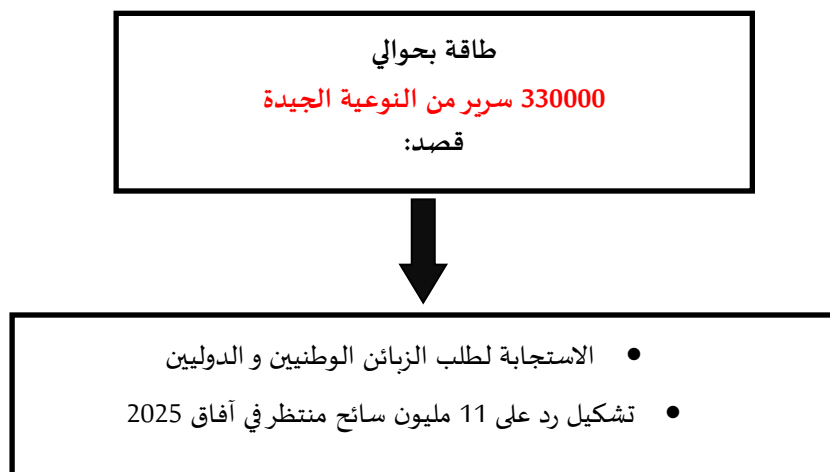 طاقة بحوالي
330000 سرير من النوعية الجيدة
قصد:
• الاستجابة لطلب الزبائن الوطنيين و الدوليين
• تشكيل رد على 11 مليون سائح منتظر في آفاق 2025